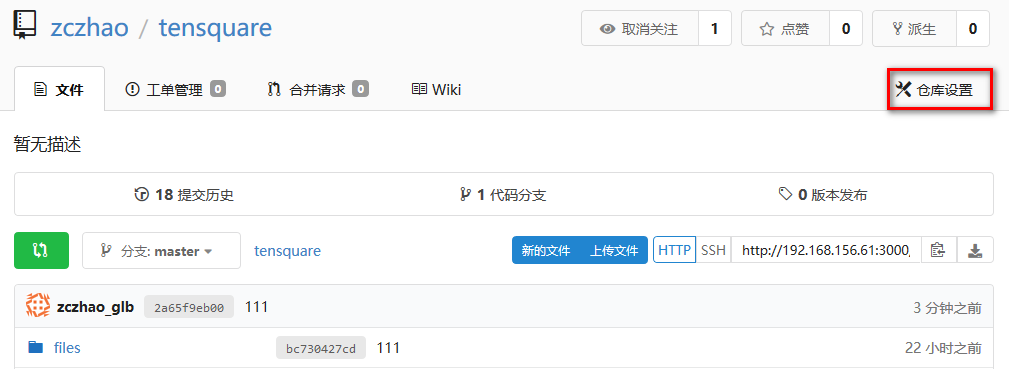 zczhao / tensquare 取消关注 1 点赞 0 派生 0
文件 工单管理 0 合并请求 0 Wiki 仓库设置
暂无描述
18 提交历史 1 代码分支 0 版本发布
分支: master tensquare 新的文件 上传文件 HTTP SSH http://192.168.156.61:3000,
zczhao_glb 2a65f9eb00 111 3 分钟之前
files bc730427cd 111 22 小时之前